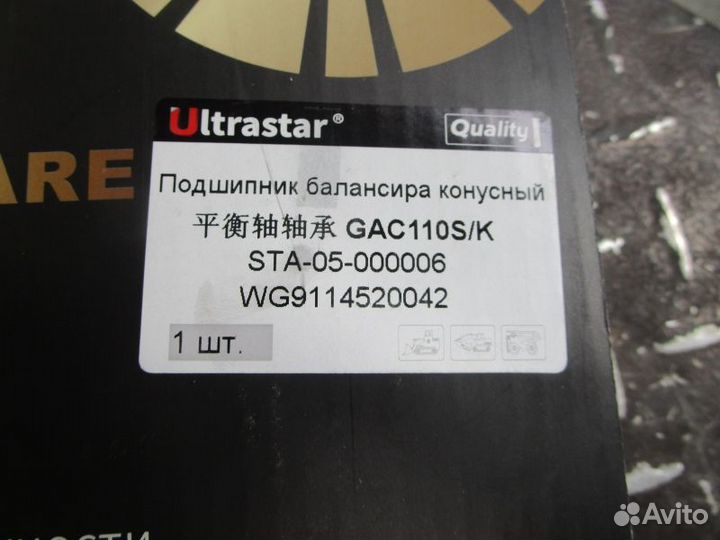 ARE
Ultrastar®
Quality
Подшипник балансира конусный
平衡轴轴承 GAC110S/K
STA-05-000006
WG9114520042
1 шт.
Avito